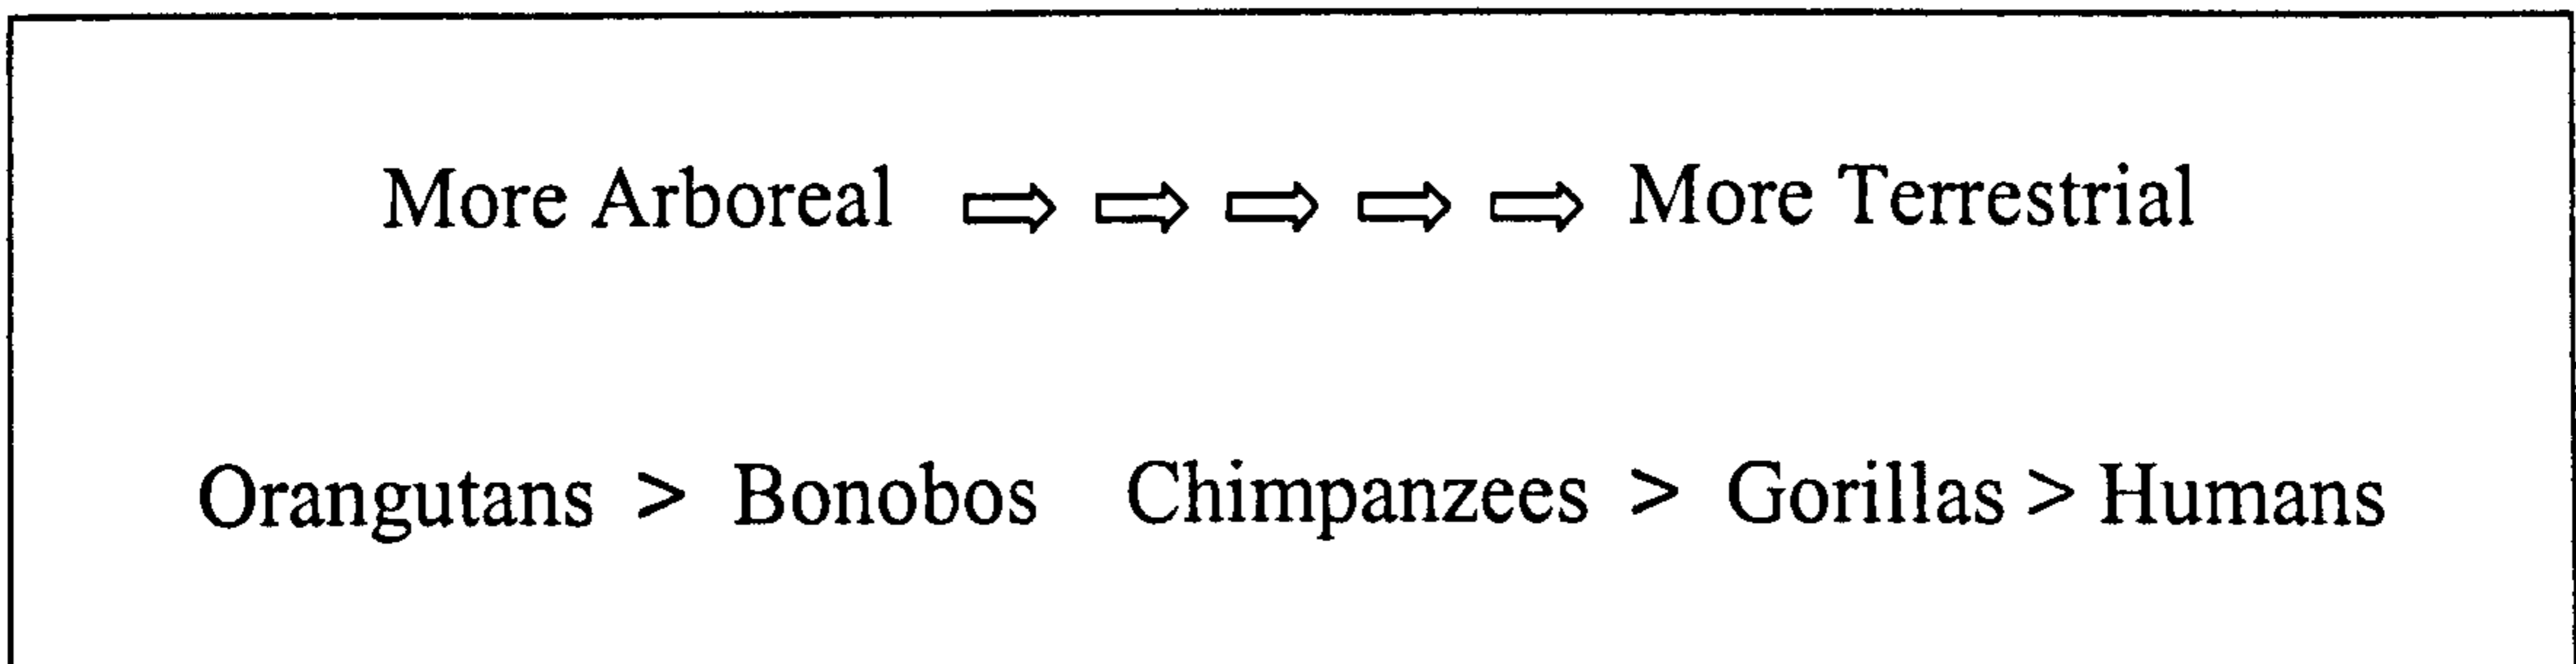 More Arboreal ⇨ ⇨ ⇨ ⇨ ⇨ More Terrestrial
Orangutans > Bonobos Chimpanzees > Gorillas > Humans